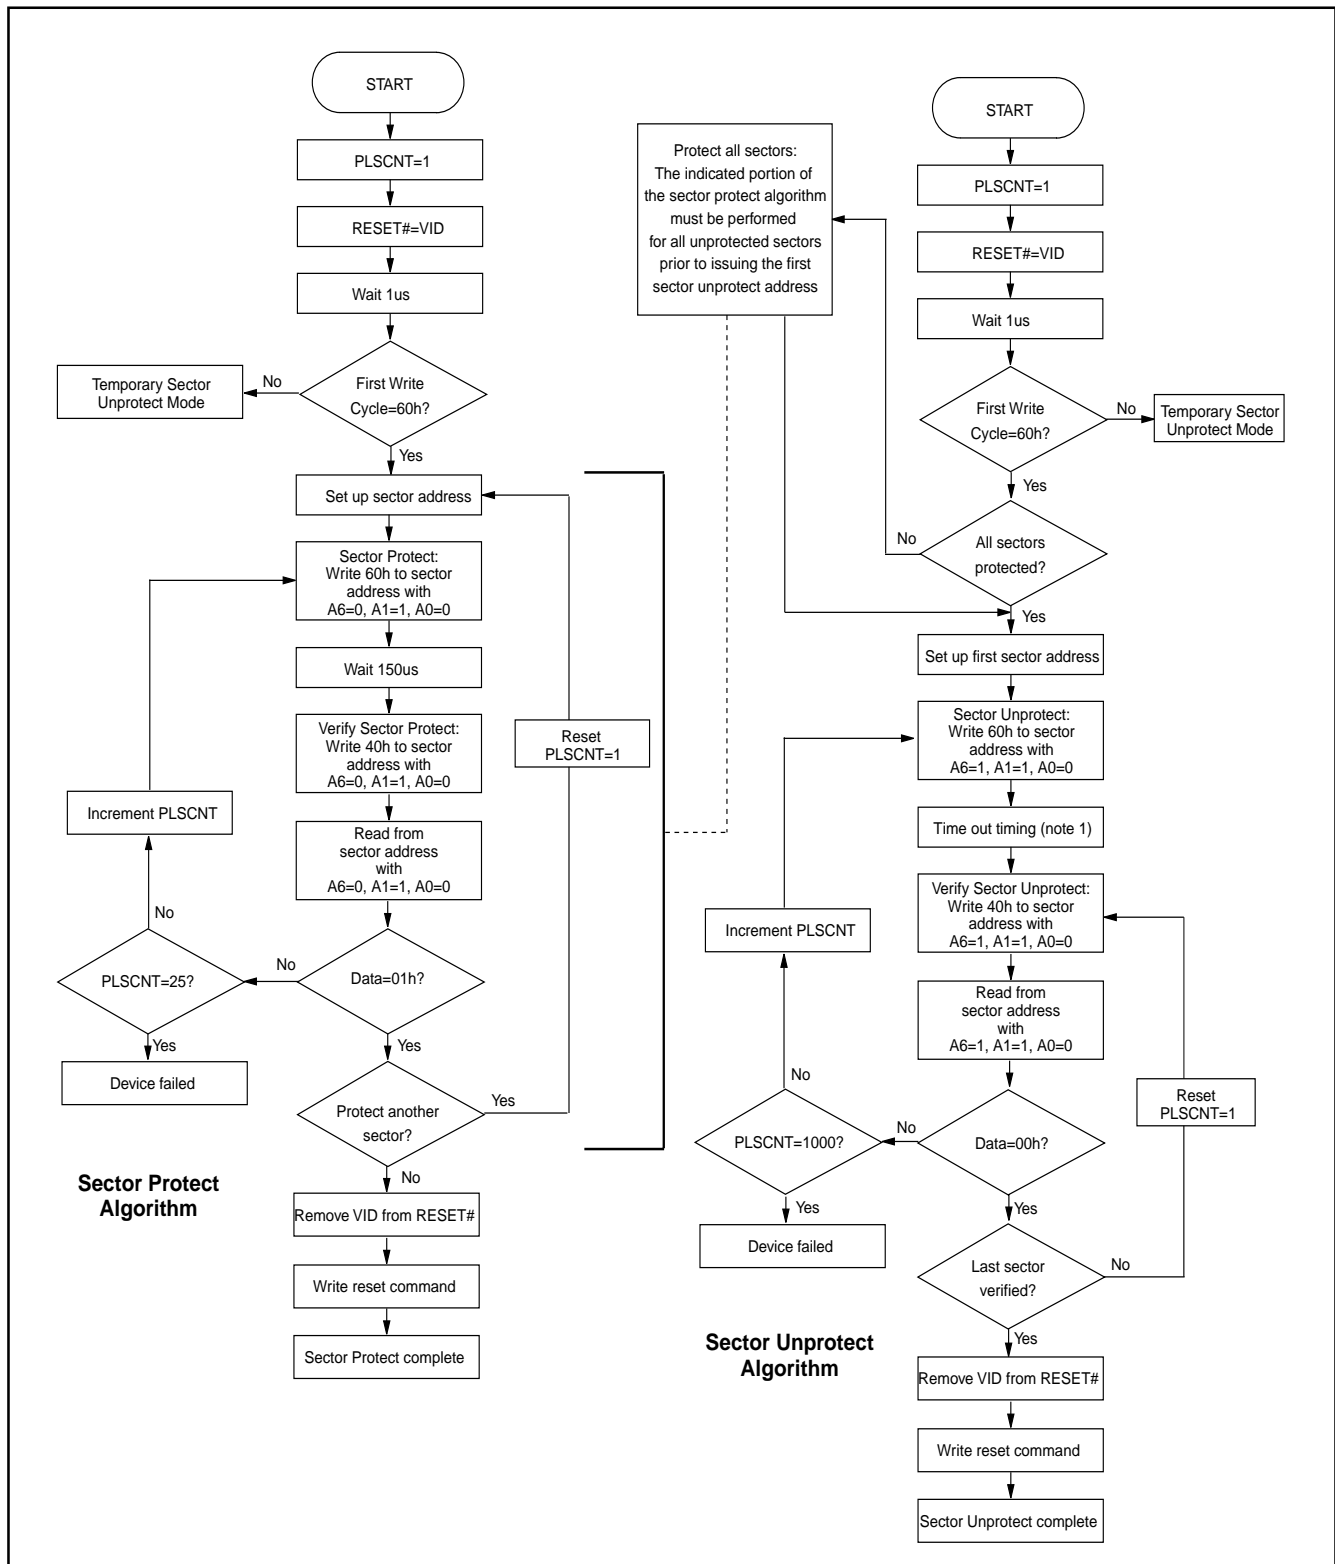 START
PLSCNT=1
RESET#=VID
Wait 1us
First Write
Cycle=60h?
No
Temporary Sector
Unprotect Mode
Yes
Set up sector address
Sector Protect:
Write 60h to sector
address with
A6=0, A1=1, A0=0
Wait 150us
Verify Sector Protect:
Write 40h to sector
address with
A6=0, A1=1, A0=0
Reset
PLSCNT=1
Increment PLSCNT
Read from
sector address
with
A6=0, A1=1, A0=0
No
PLSCNT=25?
No
Data=01h?
Yes
Yes
Device failed
Protect another
sector?
Yes
No
Sector Protect
Algorithm
Remove VID from RESET#
Write reset command
Sector Protect complete
Protect all sectors:
The indicated portion of
the sector protect algorithm
must be performed
for all unprotected sectors
prior to issuing the first
sector unprotect address
START
PLSCNT=1
RESET#=VID
Wait 1us
First Write
Cycle=60h?
No
Temporary Sector
Unprotect Mode
Yes
No
All sectors
protected?
Yes
Set up first sector address
Sector Unprotect:
Write 60h to sector
address with
A6=1, A1=1, A0=0
Time out timing (note 1)
Verify Sector Unprotect:
Write 40h to sector
address with
A6=1, A1=1, A0=0
Increment PLSCNT
Read from
sector address
with
A6=1, A1=1, A0=0
No
Reset
PLSCNT=1
PLSCNT=1000?
No
Data=00h?
Yes
Yes
Device failed
Last sector
verified?
No
Yes
Sector Unprotect
Algorithm
Remove VID from RESET#
Write reset command
Sector Unprotect complete